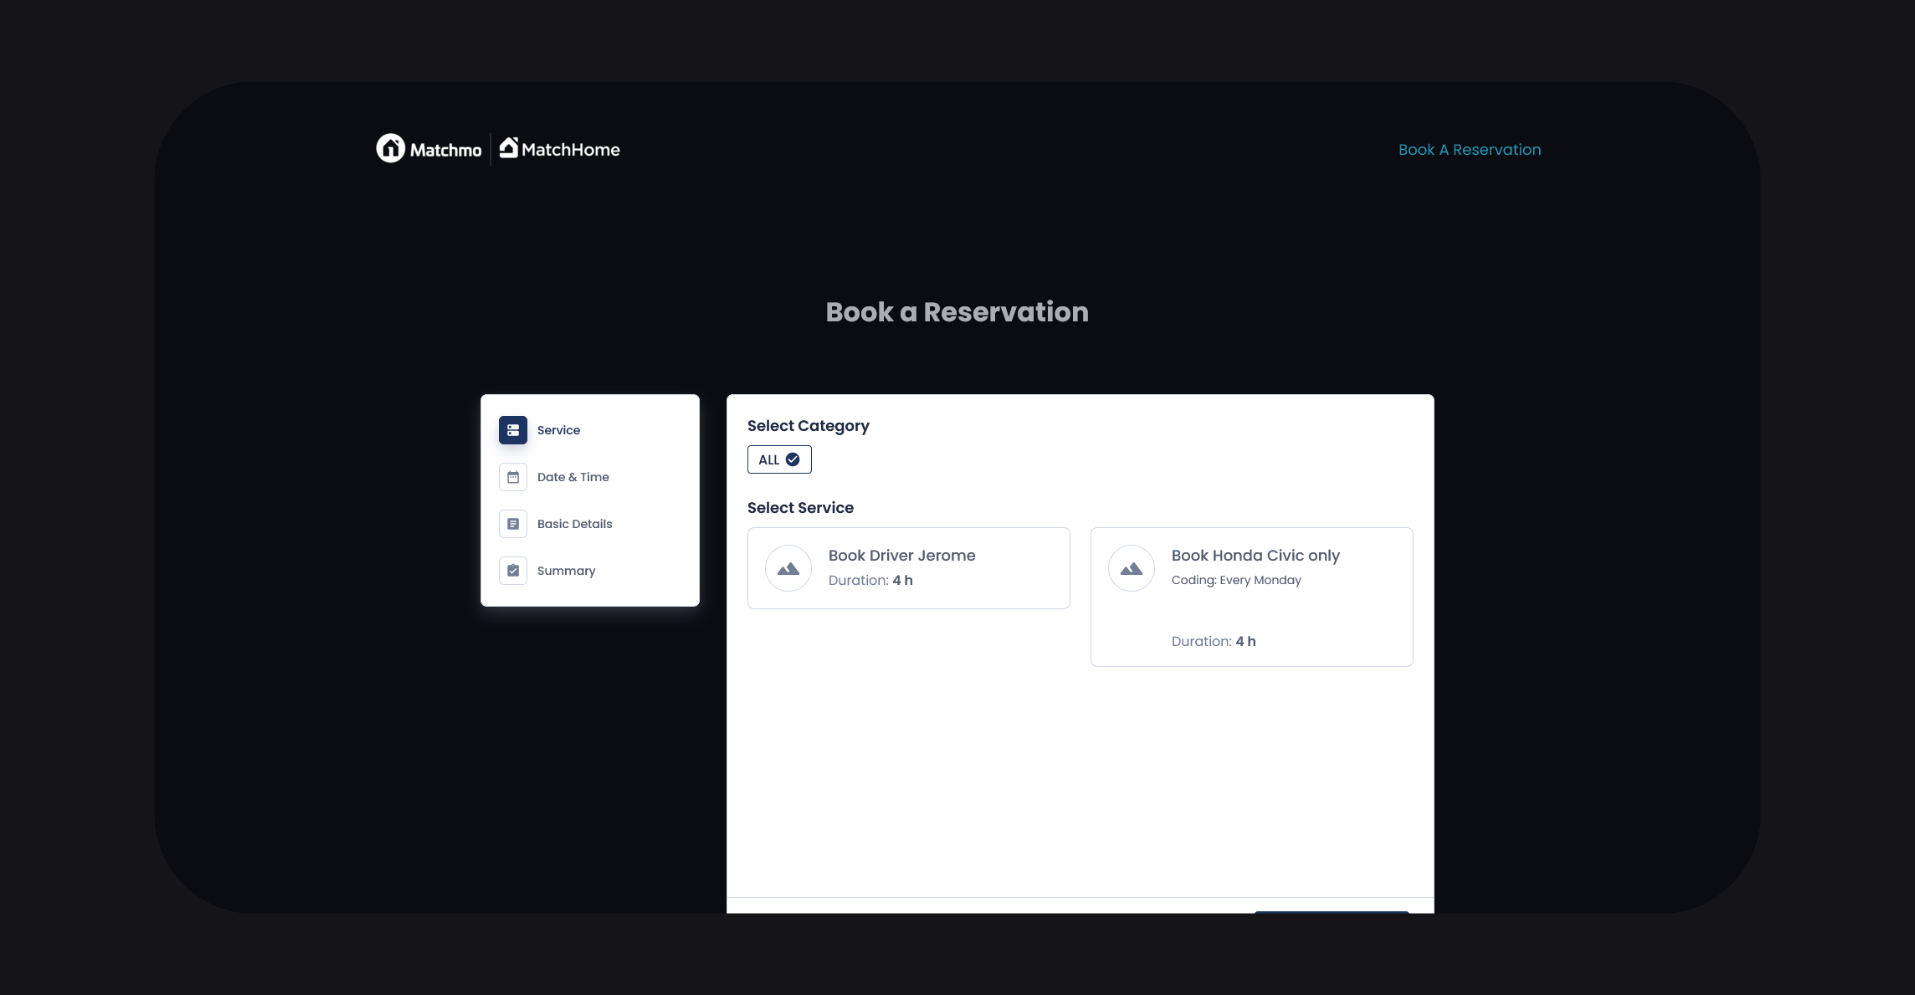 Matchmo
MatchHome
Book A Reservation
Book a Reservation
Service
Date & Time
Basic Details
Summary
Select Category
ALL
Select Service
Book Driver Jerome
Duration: 4 h
Book Honda Civic only
Coding: Every Monday
Duration: 4 h